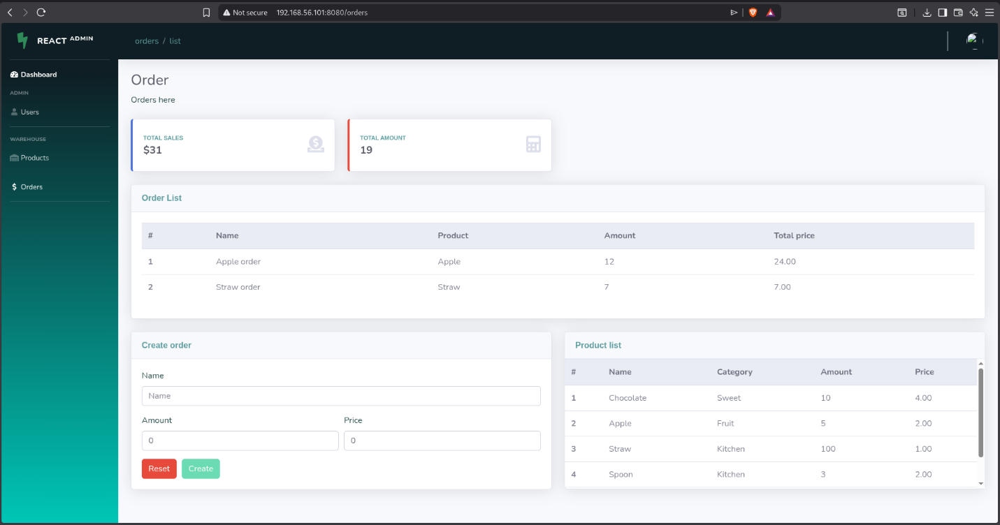 Not secure 192.168.56.101:8080/orders
REACT ADMIN
orders / list
Dashboard
ADMIN
Users
WAREHOUSE
Products
Orders
Order
Orders here
TOTAL SALES
$31
TOTAL AMOUNT
19
Order List
# Name Product Amount Total price
1 Apple order Apple 12 24.00
2 Straw order Straw 7 7.00
Create order
Name
Name
Amount Price
0 0
Reset Create
Product list
# Name Category Amount Price
1 Chocolate Sweet 10 4.00
2 Apple Fruit 5 2.00
3 Straw Kitchen 100 1.00
4 Spoon Kitchen 3 2.00